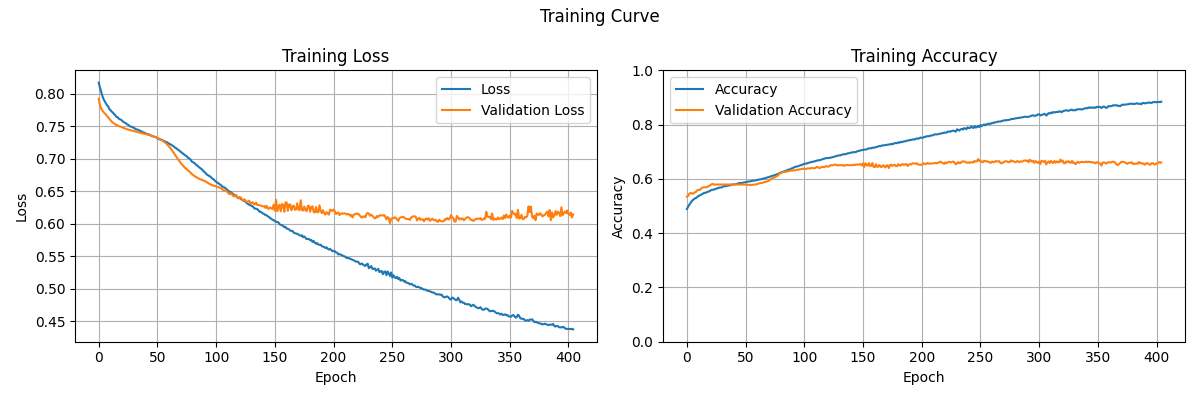 Training Curve
Training Loss
Loss
Validation Loss
0.80
0.75
0.70
0.65
0.60
0.55
0.50
0.45
Loss
0 50 100 150 200 250 300 350 400
Epoch
Training Accuracy
Accuracy
Validation Accuracy
1.0
0.8
0.6
0.4
0.2
0.0
Accuracy
0 50 100 150 200 250 300 350 400
Epoch